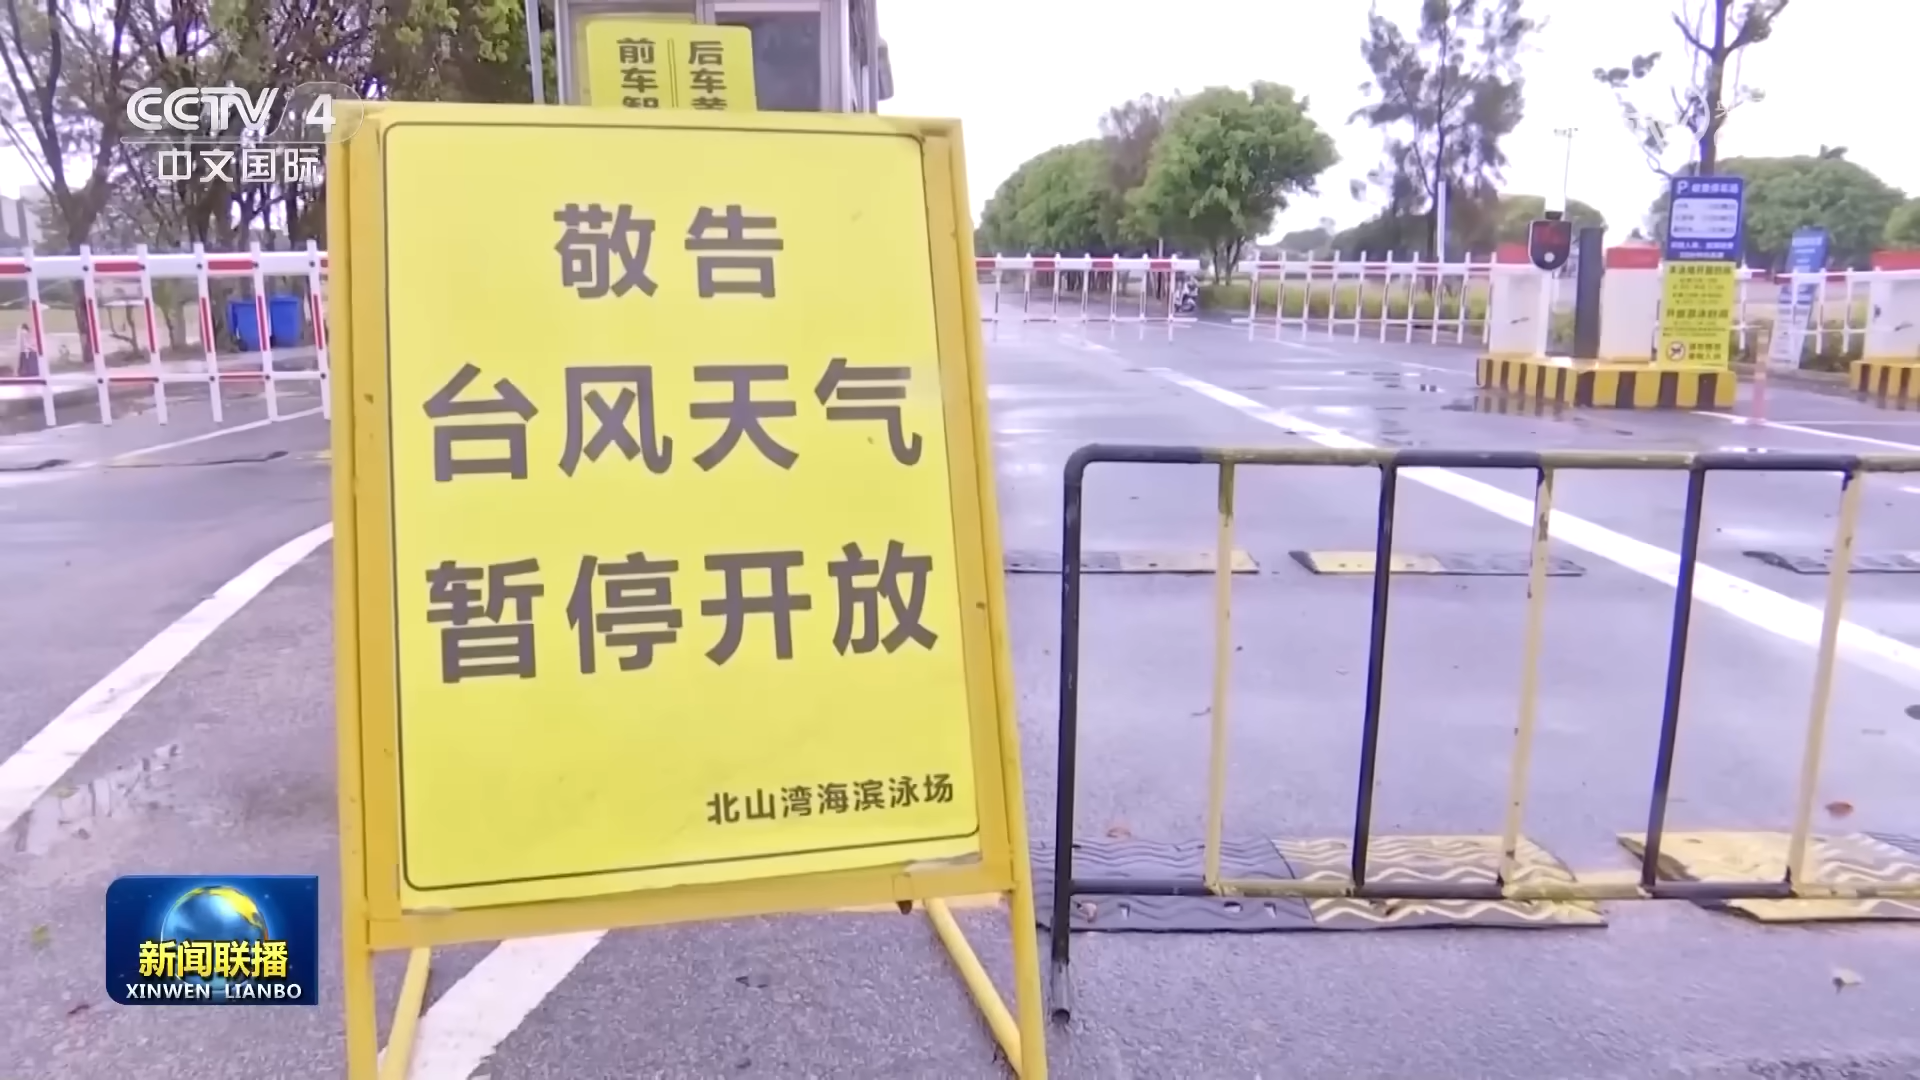 CCTV 4
中文国际
前车
后车
敬告
台风天气
暂停开放
北山湾海滨泳场
新闻联播
XINWEN LIANBO